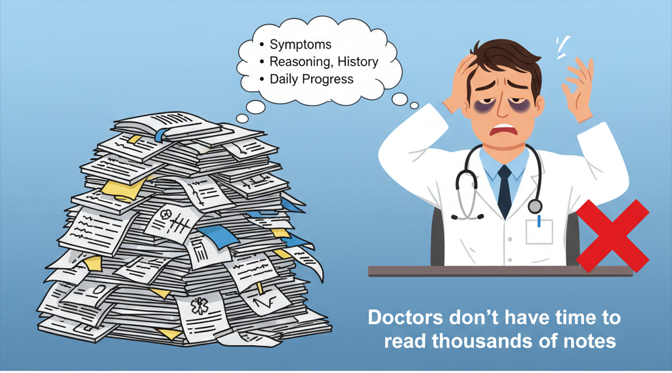 • Symptoms
• Reasoning, History
• Daily Progress
Doctors don't have time to
read thousands of notes